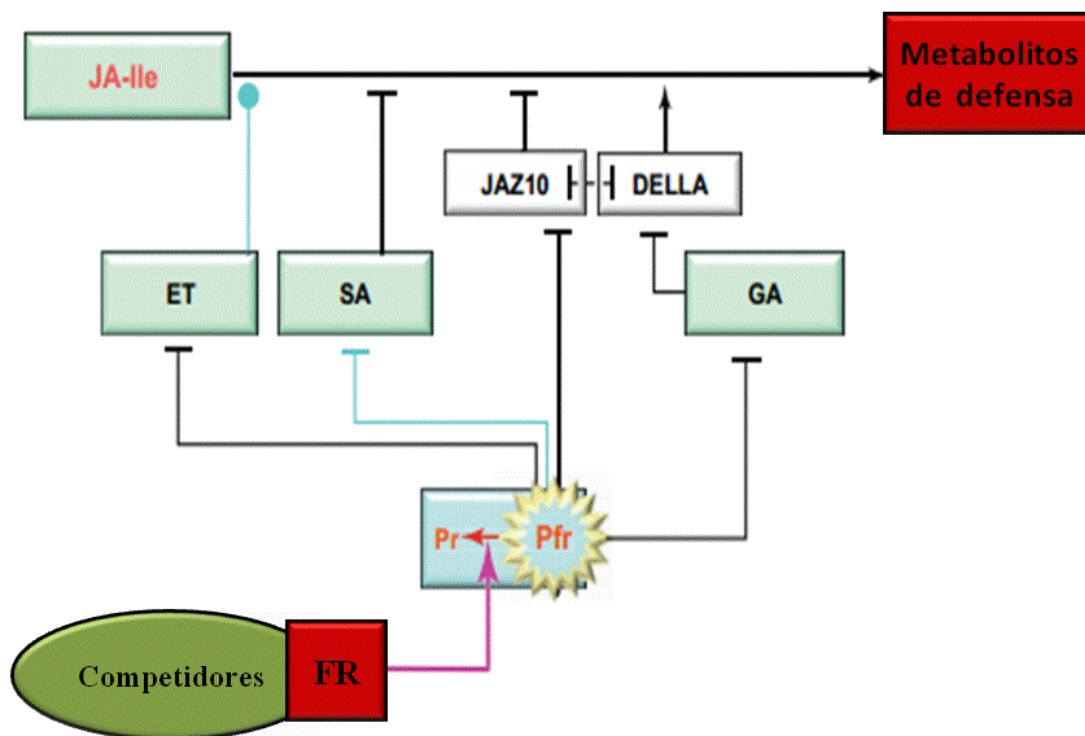 JA-Ile
Metabolitos
de defensa
JAZ10
DELLA
ET
SA
GA
Pr
Pfr
Competidores
FR